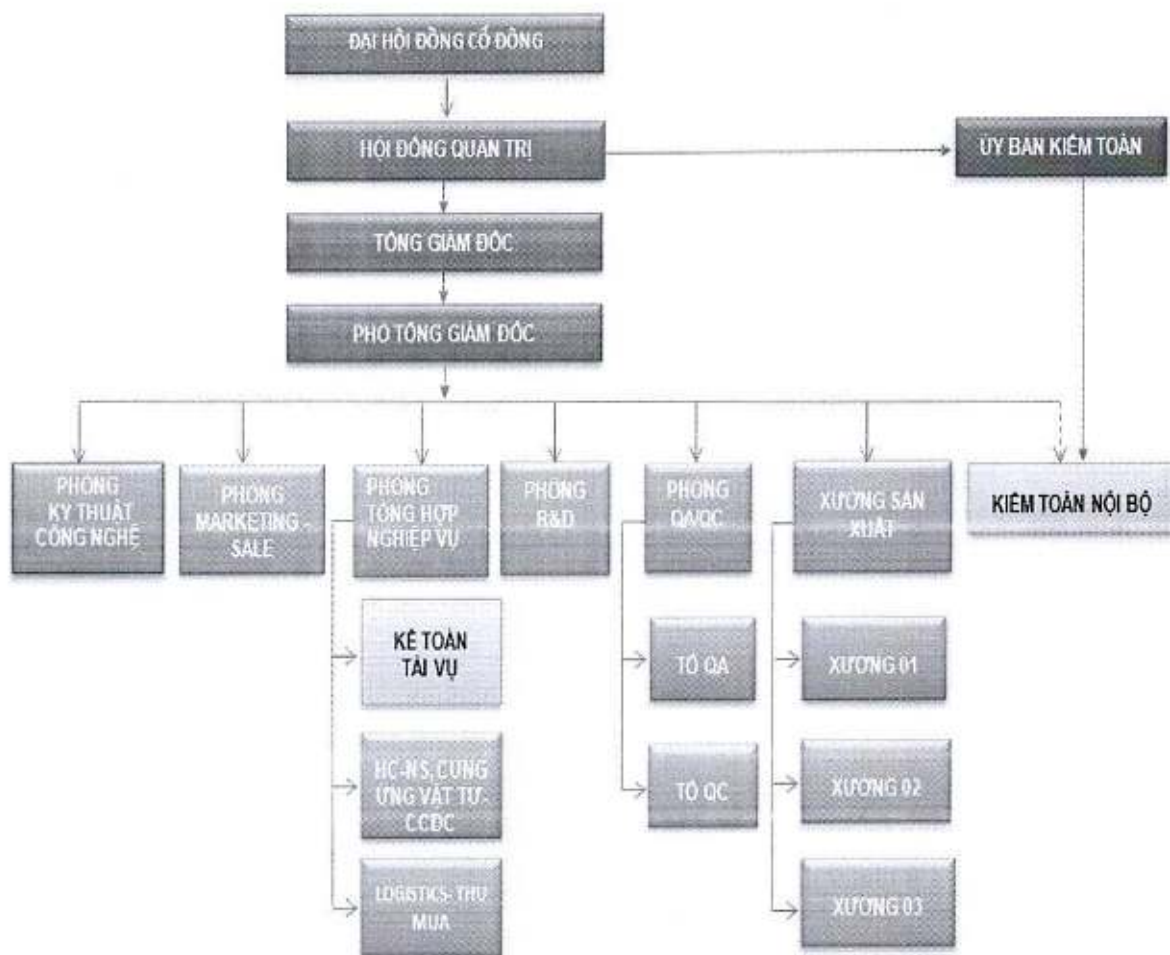 ĐẠI HỘI ĐỒNG CỔ ĐÔNG
HỘI ĐỒNG QUẢN TRỊ
ỦY BAN KIỂM TOÁN
TỔNG GIÁM ĐỐC
PHÓ TỔNG GIÁM ĐỐC
PHÒNG
KỸ THUẬT
CÔNG NGHỆ
PHÒNG
MARKETING -
SALE
PHÒNG
TỔNG HỢP
NGHIỆP VỤ
PHÒNG
R&D
PHÒNG
QA/QC
XƯỞNG SẢN
XUẤT
KIỂM TOÁN NỘI BỘ
KẾ TOÁN
TÀI VỤ
TỔ QA
XƯỞNG 01
HC-NS, CUNG
ỨNG VẬT TƯ-
CCDC
TỔ QC
XƯỞNG 02
LOGISTICS- THU
MUA
XƯỞNG 03